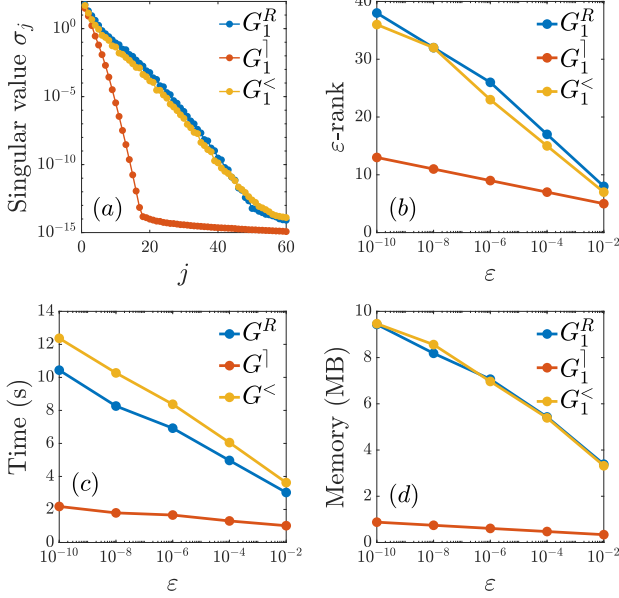 Singular value σ_j
10^0
10^{-5}
10^{-10}
10^{-15}
0
20
40
60
j
(a)
G_1^R
G_1^⌉
G_1^<
ε-rank
40
30
20
10
0
10^{-10}
10^{-8}
10^{-6}
10^{-4}
10^{-2}
ε
(b)
G_1^R
G_1^⌉
G_1^<
Time (s)
14
12
10
8
6
4
2
0
10^{-10}
10^{-8}
10^{-6}
10^{-4}
10^{-2}
ε
(c)
G^R
G^⌉
G^<
Memory (MB)
10
8
6
4
2
0
10^{-10}
10^{-8}
10^{-6}
10^{-4}
10^{-2}
ε
(d)
G_1^R
G_1^⌉
G_1^<